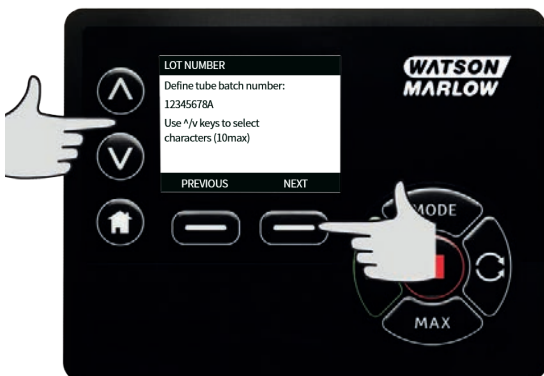 LOT NUMBER
Define tube batch number:
12345678A
Use ^/v keys to select
characters (10max)
PREVIOUS NEXT
WATSON
MARLOW
MODE
MAX